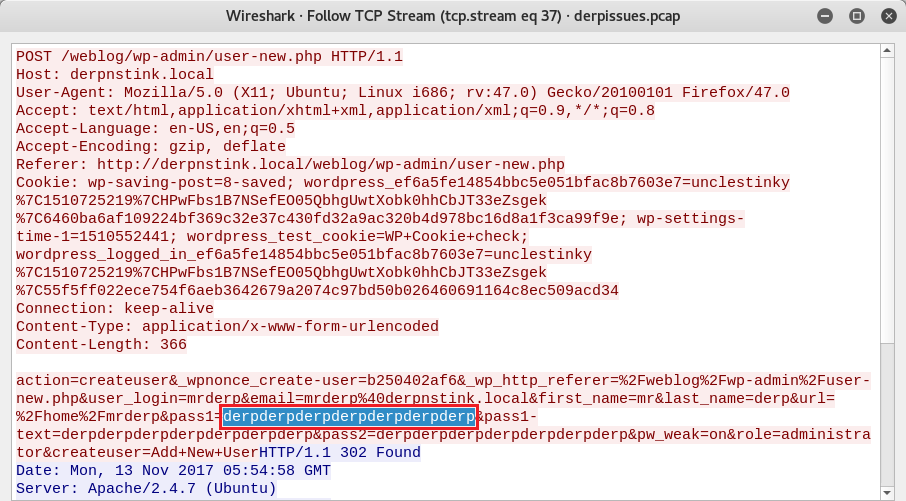 Wireshark · Follow TCP Stream (tcp.stream eq 37) · derpissues.pcap
POST /weblog/wp-admin/user-new.php HTTP/1.1
Host: derpnstink.local
User-Agent: Mozilla/5.0 (X11; Ubuntu; Linux i686; rv:47.0) Gecko/20100101 Firefox/47.0
Accept: text/html,application/xhtml+xml,application/xml;q=0.9,*/*;q=0.8
Accept-Language: en-US,en;q=0.5
Accept-Encoding: gzip, deflate
Referer: http://derpnstink.local/weblog/wp-admin/user-new.php
Cookie: wp-saving-post=8-saved; wordpress_ef6a5fe14854bbc5e051bfac8b7603e7=unclestinky
%7C1510725219%7CHPwFbs1B7NSefEO05QbhgUwtXobk0hhCbJT33eZsgek
%7C6460ba6af109224bf369c32e37c430fd32a9ac320b4d978bc16d8a1f3ca99f9e; wp-settings-
time-1=1510552441; wordpress_test_cookie=WP+Cookie+check;
wordpress_logged_in_ef6a5fe14854bbc5e051bfac8b7603e7=unclestinky
%7C1510725219%7CHPwFbs1B7NSefEO05QbhgUwtXobk0hhCbJT33eZsgek
%7C55f5ff022ece754f6aeb3642679a2074c97bd50b026460691164c8ec509acd34
Connection: keep-alive
Content-Type: application/x-www-form-urlencoded
Content-Length: 366

action=createuser&_wpnonce_create-user=b250402af6&_wp_http_referer=%2Fweblog%2Fwp-admin%2Fuser-
new.php&user_login=mrderp&email=mrderp%40derpnstink.local&first_name=mr&last_name=derp&url=
%2Fhome%2Fmrderp&pass1=derpderpderpderpderpderpderp&pass1-
text=derpderpderpderpderpderpderp&pass2=derpderpderpderpderpderpderp&pw_weak=on&role=administra
tor&createuser=Add+New+UserHTTP/1.1 302 Found
Date: Mon, 13 Nov 2017 05:54:58 GMT
Server: Apache/2.4.7 (Ubuntu)